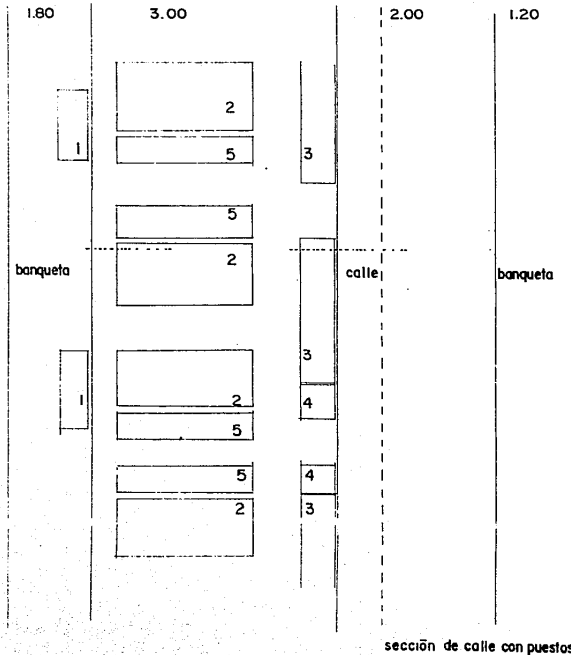 1.80 3.00 2.00 1.20
2
1 5 3
5
2
banqueta calle banqueta
3
1 2 4
5
5 4
2 3
sección de calle con puestos